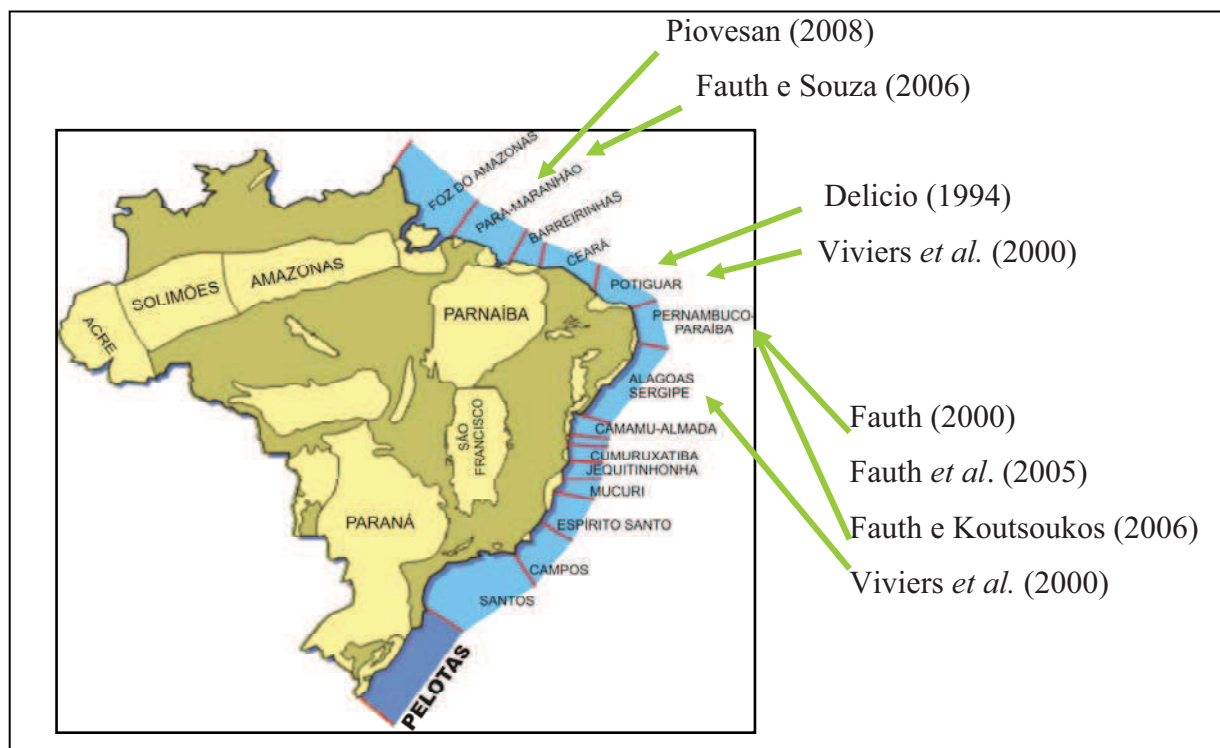 Piovesan (2008)
Fauth e Souza (2006)
Delicio (1994)
Viviers et al. (2000)
Fauth (2000)
Fauth et al. (2005)
Fauth e Koutsoukos (2006)
Viviers et al. (2000)
FOZ DO AMAZONAS
PARÁ-MARANHÃO
BARREIRINHAS
CEARÁ
POTIGUAR
PERNAMBUCO-
PARAÍBA
ALAGOAS
SERGIPE
CAMAMU-ALMADA
CUMURUXATIBA
JEQUITINHONHA
MUCURI
ESPÍRITO SANTO
CAMPOS
SANTOS
PELOTAS
ACRE
SOLIMÕES
AMAZONAS
PARNAÍBA
SÃO
FRANCISCO
PARANÁ